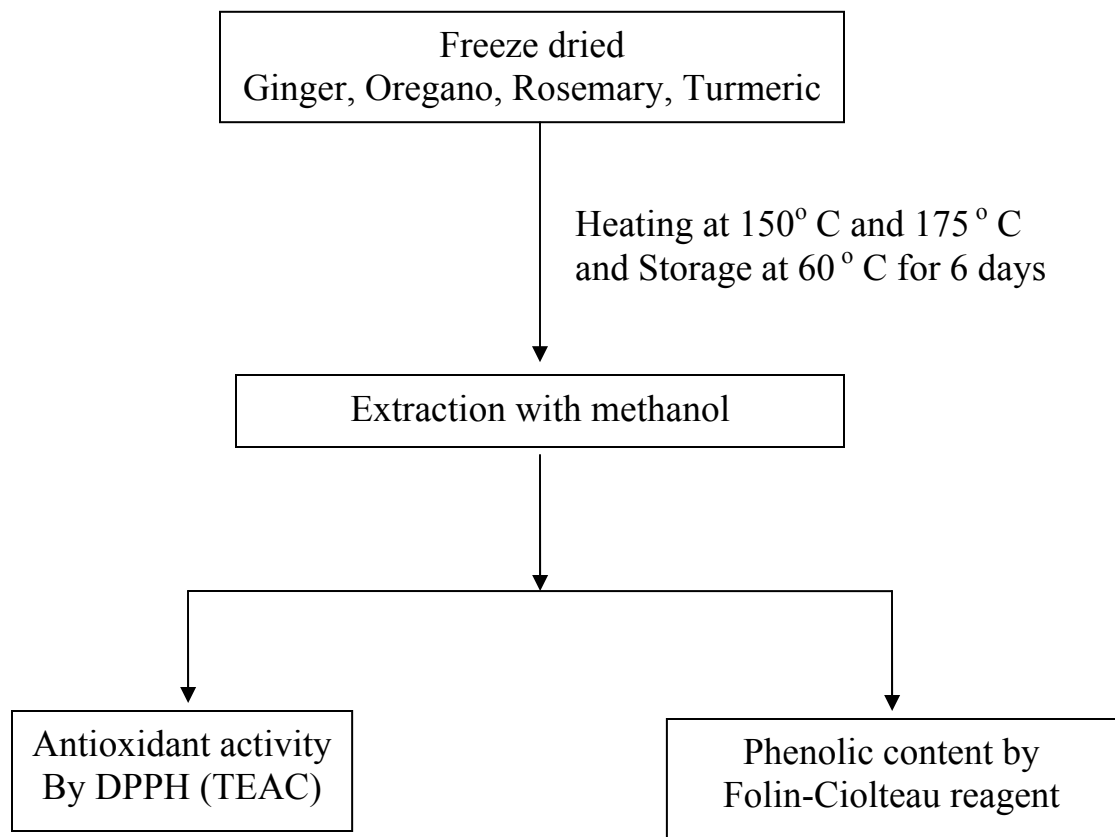 Freeze dried
Ginger, Oregano, Rosemary, Turmeric
Heating at 150° C and 175 ° C
and Storage at 60 ° C for 6 days
Extraction with methanol
Antioxidant activity
By DPPH (TEAC)
Phenolic content by
Folin-Ciolteau reagent